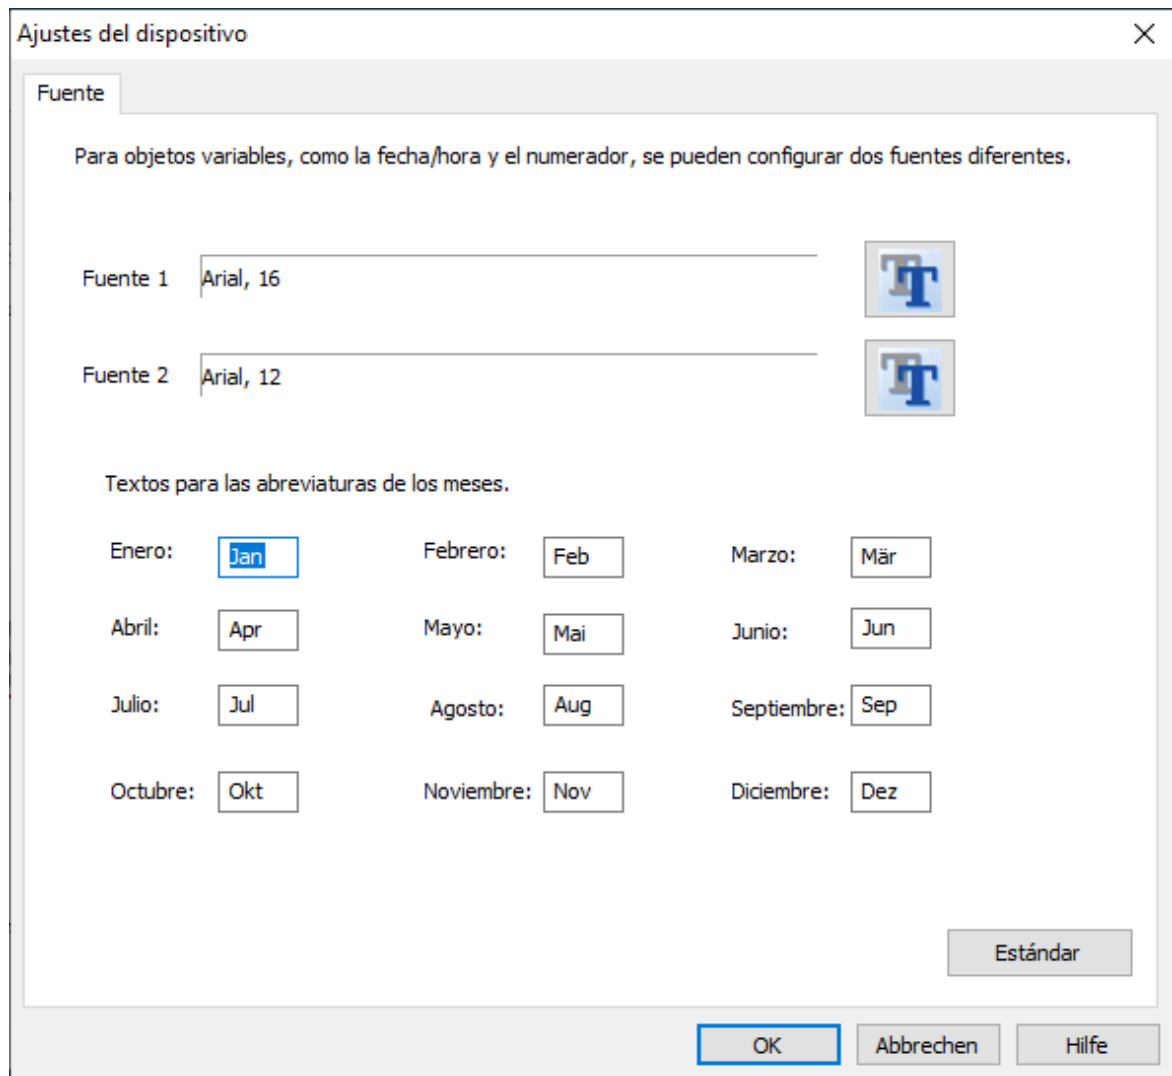 Ajustes del dispositivo
Fuente
Para objetos variables, como la fecha/hora y el numerador, se pueden configurar dos fuentes diferentes.
Fuente 1 Arial, 16
Fuente 2 Arial, 12
Textos para las abreviaturas de los meses.
Enero: Jan Febrero: Feb Marzo: Mär
Abril: Apr Mayo: Mai Junio: Jun
Julio: Jul Agosto: Aug Septiembre: Sep
Octubre: Okt Noviembre: Nov Diciembre: Dez
Estándar
OK Abbrechen Hilfe